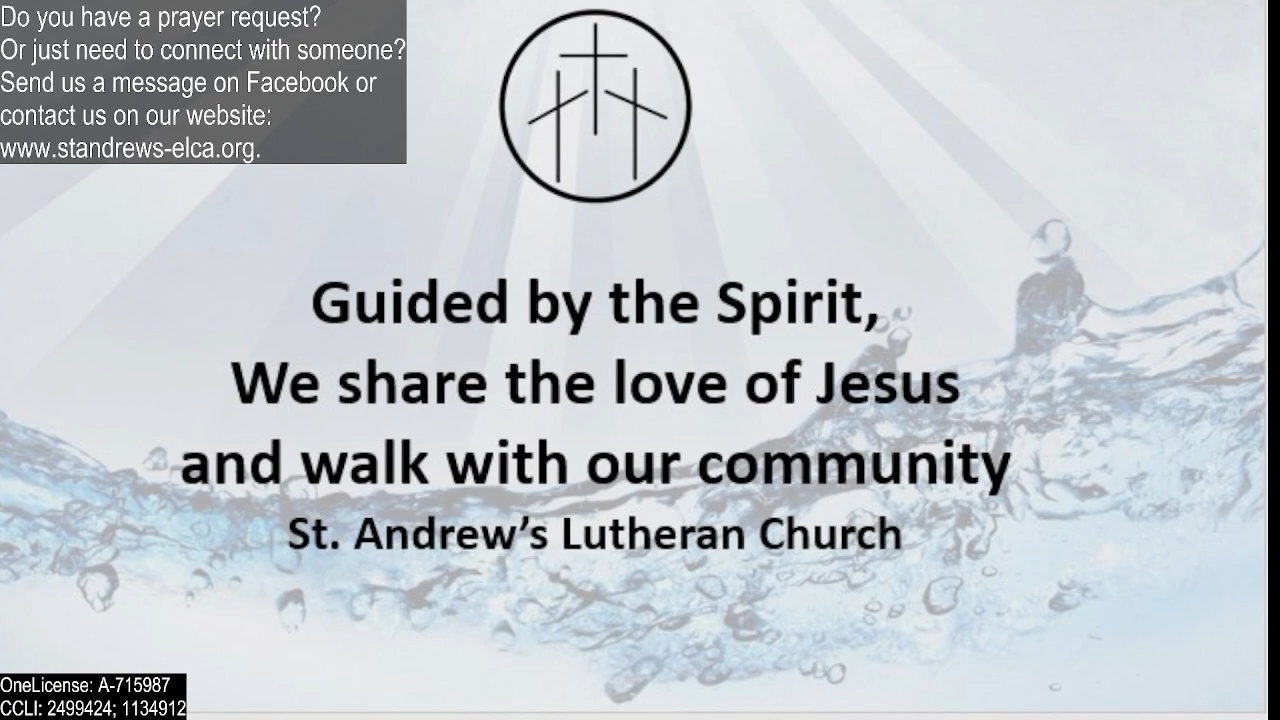 Do you have a prayer request?
Or just need to connect with someone?
Send us a message on Facebook or
contact us on our website:
www.standrews-elca.org.
Guided by the Spirit,
We share the love of Jesus
and walk with our community
St. Andrew’s Lutheran Church
OneLicense: A-715987
CCLI: 2499424; 1134912